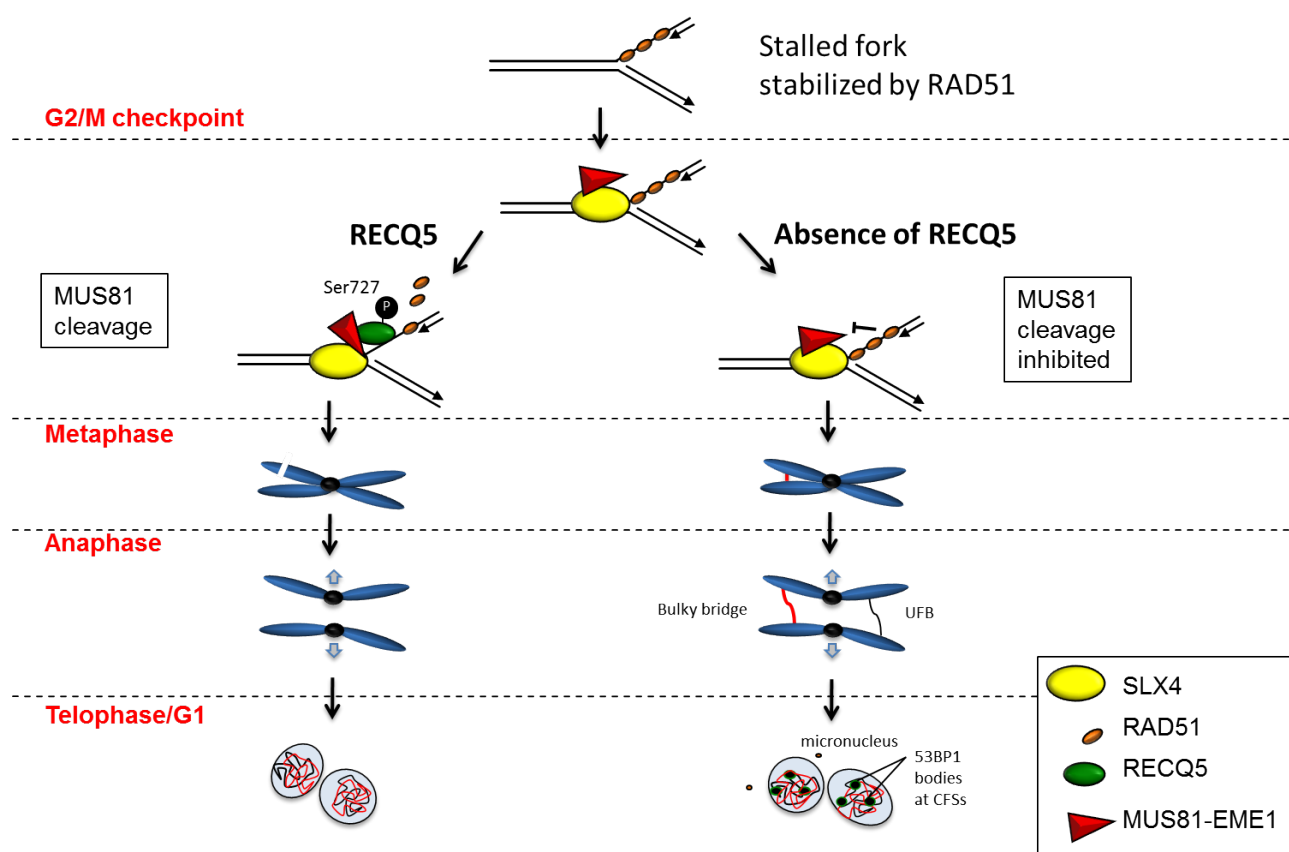 Stalled fork
stabilized by RAD51
G2/M checkpoint
RECQ5
Absence of RECQ5
Ser727
P
MUS81
cleavage
MUS81
cleavage
inhibited
Metaphase
Anaphase
Bulky bridge
UFB
Telophase/G1
micronucleus
53BP1
bodies
at CFSs
SLX4
RAD51
RECQ5
MUS81-EME1